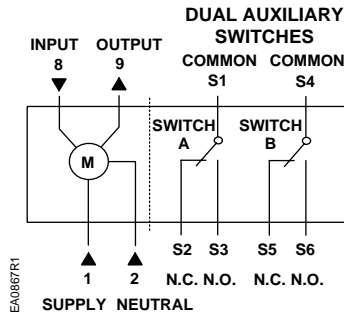 DUAL AUXILIARY
SWITCHES
INPUT OUTPUT
8 9
COMMON COMMON
S1 S4
SWITCH A
SWITCH B
M
S2 S3 S5 S6
N.C. N.O. N.C. N.O.
1 2
SUPPLY NEUTRAL
EA0867R1